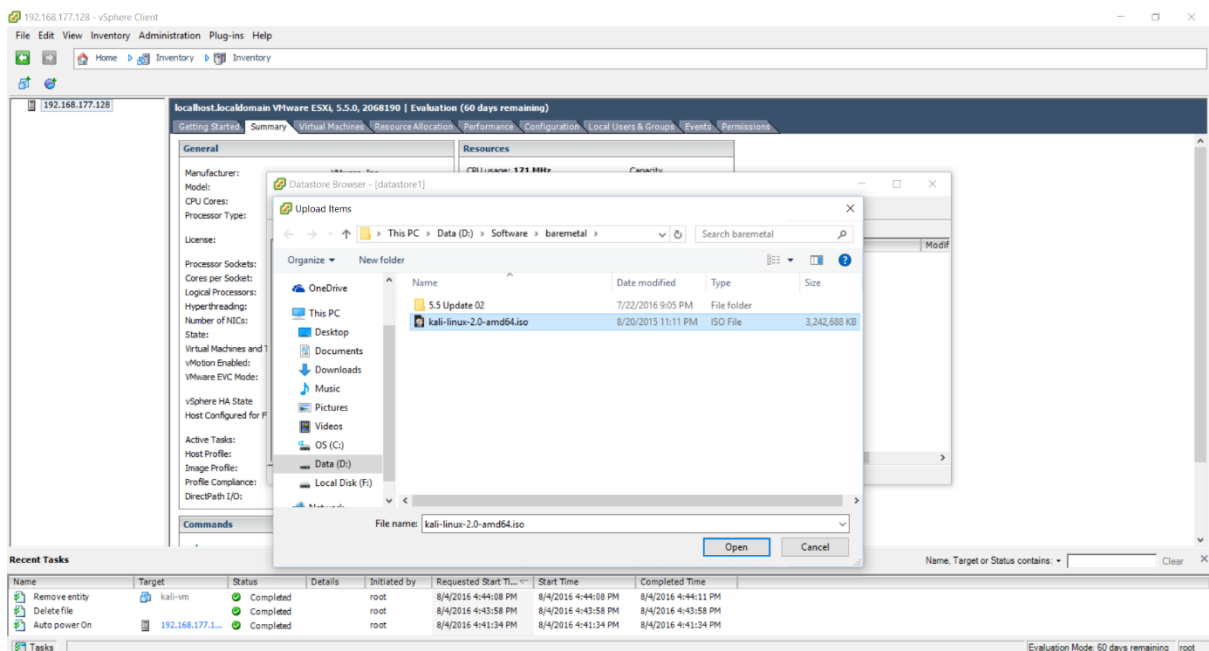 192.168.177.128 - vSphere Client
File Edit View Inventory Administration Plug-ins Help
Home Inventory Inventory
192.168.177.128
localhost.localdomain VMware ESXi, 5.5.0, 2068190 | Evaluation (60 days remaining)
Getting Started Summary Virtual Machines Resource Allocation Performance Configuration Local Users & Groups Events Permissions
General Resources
Manufacturer: CPU usage: 171 MHz Capacity
Model:
CPU Cores:
Processor Type:
License:
Processor Sockets:
Cores per Socket:
Logical Processors:
Hyperthreading:
Number of NICs:
State:
Virtual Machines and T
vMotion Enabled:
VMware EVC Mode:
vSphere HA State
Host Configured for F
Active Tasks:
Host Profile:
Image Profile:
Profile Compliance:
DirectPath I/O:
Commands
Datastore Browser - [datastore1]
Modif
Upload Items
This PC > Data (D:) > Software > baremetal > Search baremetal
Organize New folder
Name Date modified Type Size
5.5 Update 02 7/22/2016 9:05 PM File folder
kali-linux-2.0-amd64.iso 8/20/2015 11:11 PM ISO File 3,242,688 KB
OneDrive
This PC
Desktop
Documents
Downloads
Music
Pictures
Videos
OS (C:)
Data (D:)
Local Disk (F:)
File name: kali-linux-2.0-amd64.iso
Open Cancel
Recent Tasks Name, Target or Status contains: Clear
Name Target Status Details Initiated by Requested Start Ti... Start Time Completed Time
Remove entity kali-vm Completed root 8/4/2016 4:44:08 PM 8/4/2016 4:44:08 PM 8/4/2016 4:44:11 PM
Delete file Completed root 8/4/2016 4:43:58 PM 8/4/2016 4:43:58 PM 8/4/2016 4:43:58 PM
Auto power On 192.168.177.1... Completed root 8/4/2016 4:41:34 PM 8/4/2016 4:41:34 PM 8/4/2016 4:41:34 PM
Tasks Evaluation Mode: 60 days remaining root